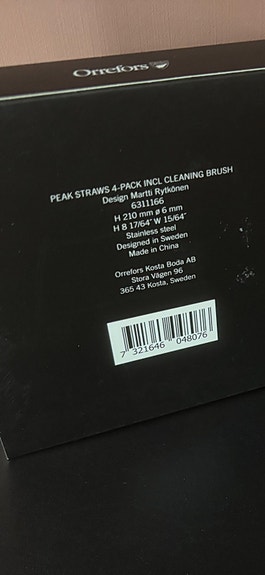 Orrefors
PEAK STRAWS 4-PACK INCL CLEANING BRUSH
Design Martti Rytkönen
6311166
H 210 mm ø 6 mm
H 8 17/64″ W 15/64″
Stainless steel
Designed in Sweden
Made in China
Orrefors Kosta Boda AB
Stora Vägen 96
365 43 Kosta, Sweden
7 321646 048076